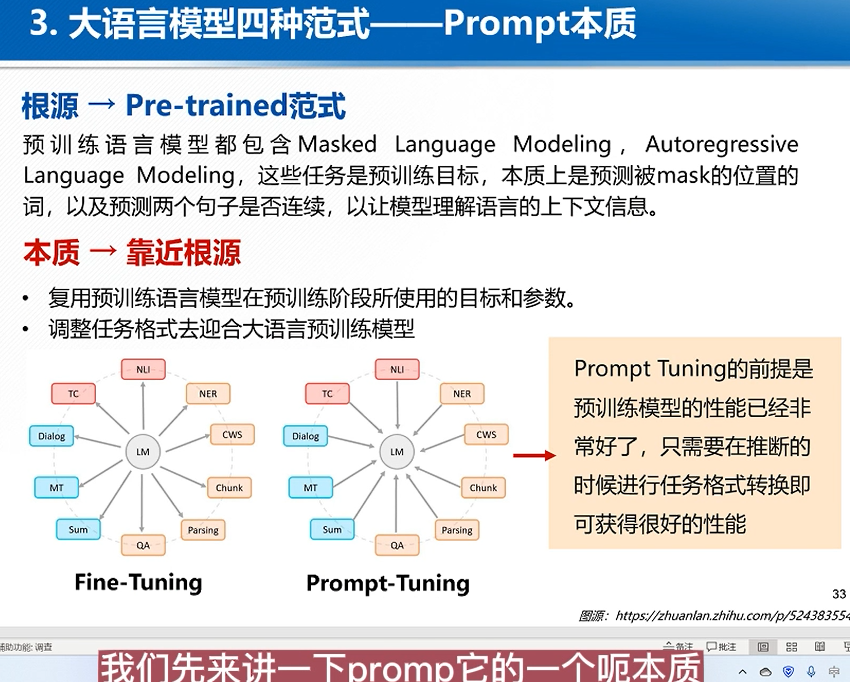 3. 大语言模型四种范式——Prompt本质
根源 → Pre-trained范式
预训练语言模型都包含Masked Language Modeling，Autoregressive
Language Modeling，这些任务是预训练目标，本质上是预测被mask的位置的
词，以及预测两个句子是否连续，以让模型理解语言的上下文信息。
本质 → 靠近根源
• 复用预训练语言模型在预训练阶段所使用的目标和参数。
• 调整任务格式去迎合大语言预训练模型
NLI
TC
NER
Dialog
CWS
LM
MT
Chunk
Sum
Parsing
QA
Fine-Tuning
NLI
TC
NER
Dialog
CWS
LM
MT
Chunk
Sum
Parsing
QA
Prompt-Tuning
Prompt Tuning的前提是
预训练模型的性能已经非
常好了，只需要在推断的
时候进行任务格式转换即
可获得很好的性能
33
图源：https://zhuanlan.zhihu.com/p/524383554
辅助功能: 调查
备注
批注
我们先来讲一下promp它的一个呃本质
中